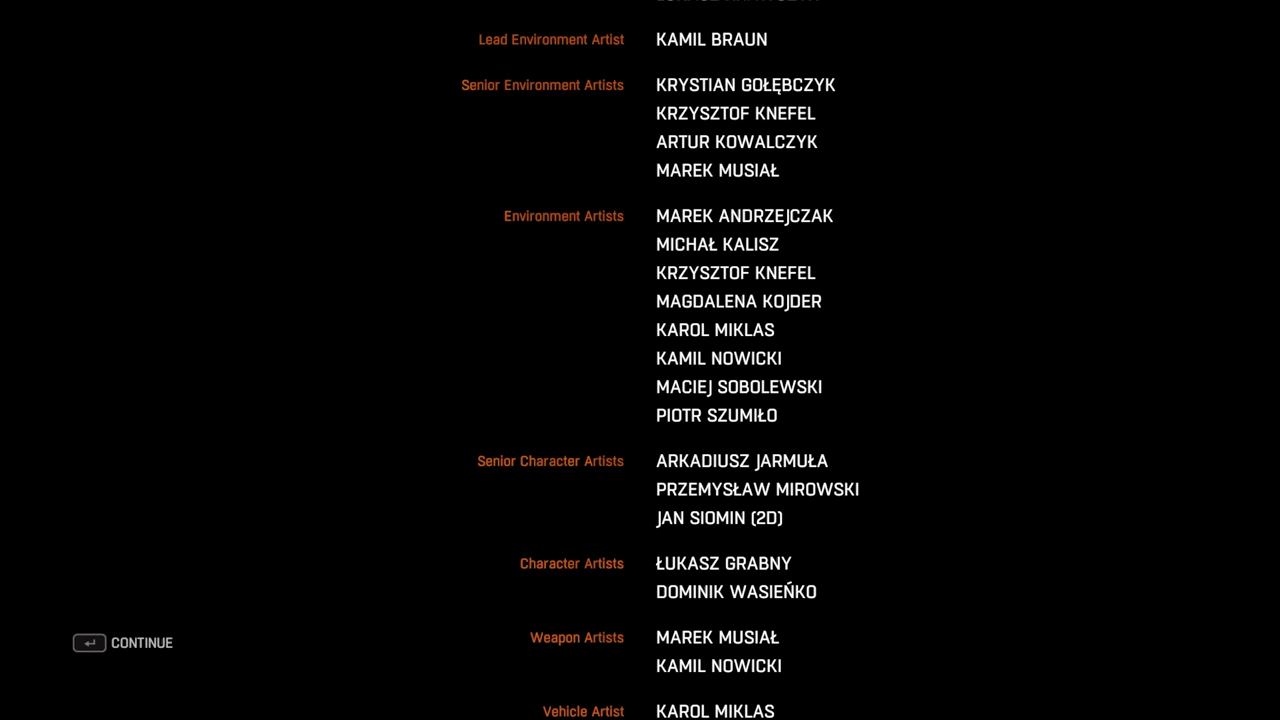 Lead Environment Artist KAMIL BRAUN
Senior Environment Artists KRYSTIAN GOŁĘBCZYK
KRZYSZTOF KNEFEL
ARTUR KOWALCZYK
MAREK MUSIAŁ
Environment Artists MAREK ANDRZEJCZAK
MICHAŁ KALISZ
KRZYSZTOF KNEFEL
MAGDALENA KOJDER
KAROL MIKLAS
KAMIL NOWICKI
MACIEJ SOBOLEWSKI
PIOTR SZUMIŁO
Senior Character Artists ARKADIUSZ JARMUŁA
PRZEMYSŁAW MIROWSKI
JAN SIOMIN (2D)
Character Artists ŁUKASZ GRABNY
DOMINIK WASIEŃKO
Weapon Artists MAREK MUSIAŁ
CONTINUE
KAMIL NOWICKI
Vehicle Artist KAROL MIKLAS